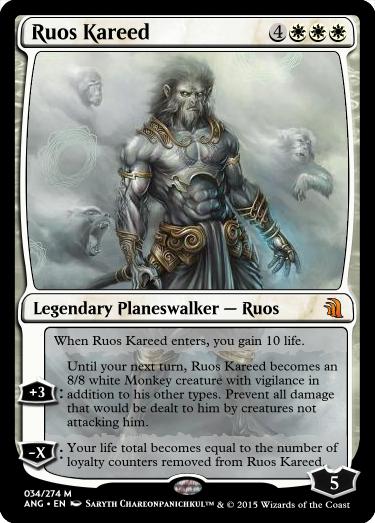 Ruos Kareed 4
Legendary Planeswalker — Ruos
When Ruos Kareed enters, you gain 10 life.
Until your next turn, Ruos Kareed becomes an
8/8 white Monkey creature with vigilance in
+3: addition to his other types. Prevent all damage
that would be dealt to him by creatures not
attacking him.
-X: Your life total becomes equal to the number of
loyalty counters removed from Ruos Kareed.
5
034/274 M
ANG • EN Saryth Chareonpanichkul™ & © 2015 Wizards of the Coast